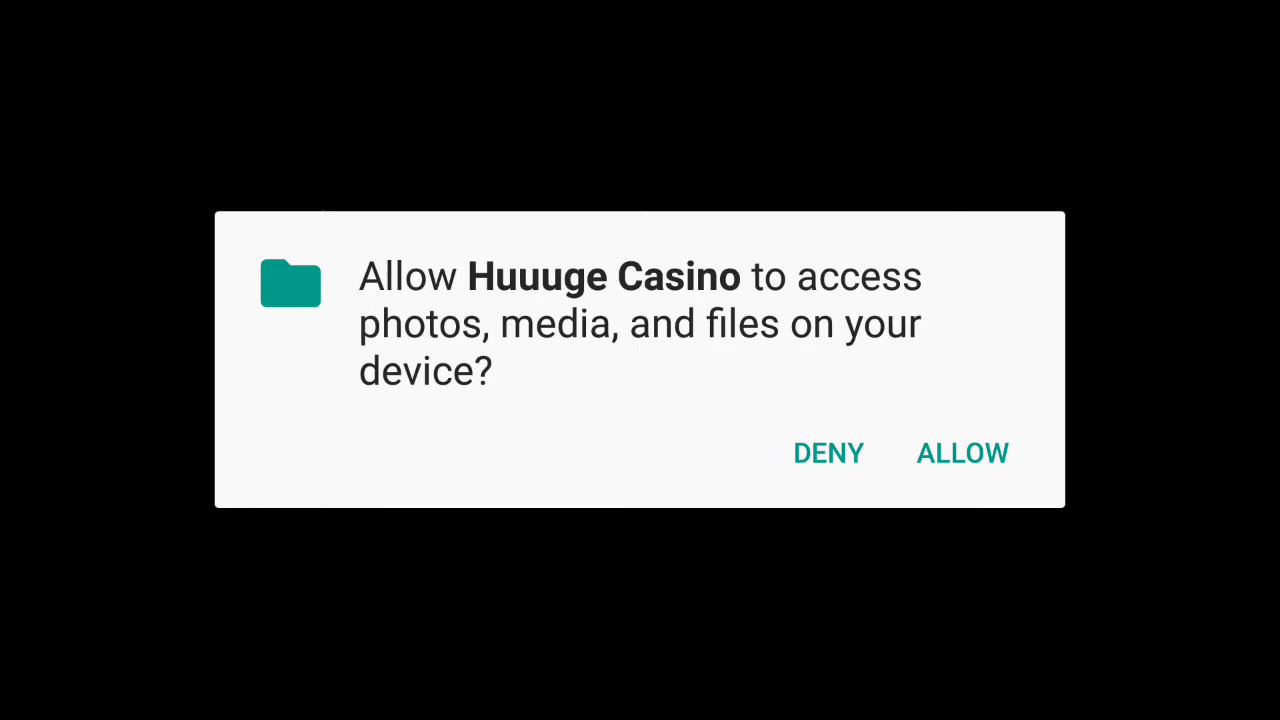 Allow Huuuge Casino to access
photos, media, and files on your
device?
DENY ALLOW